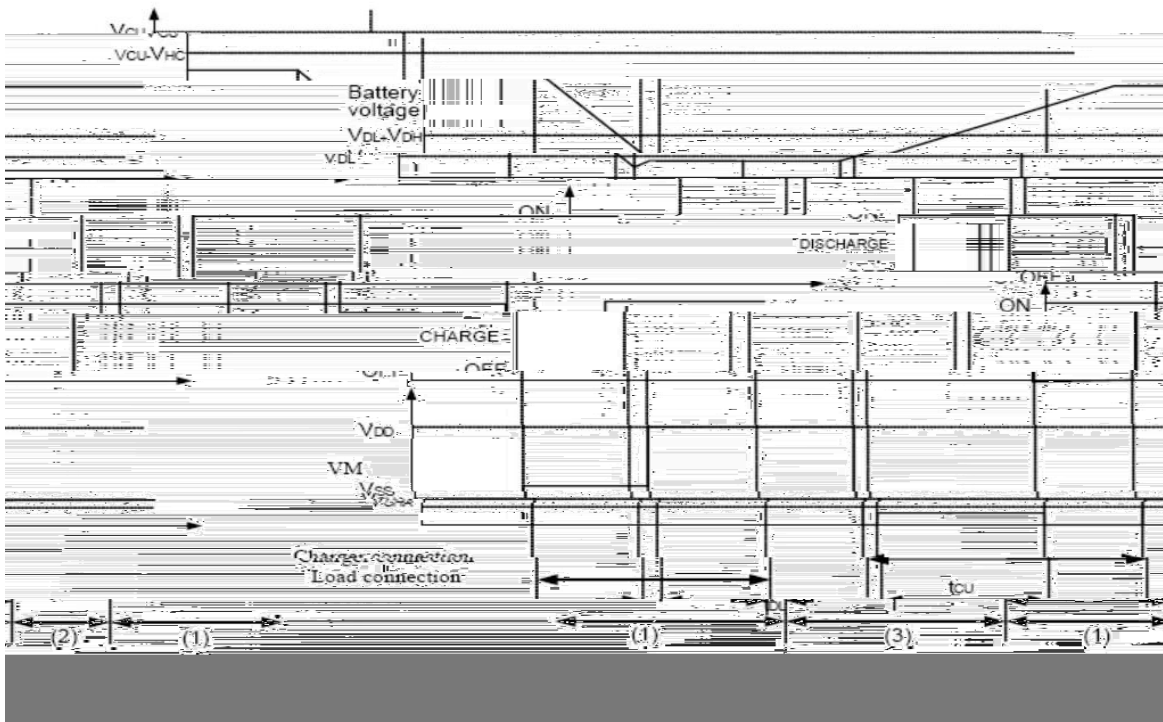 VCU-VHC
Battery
voltage
VDL+VDH
VDL
ON
DISCHARGE
OFF
ON
CHARGE
OFF
VDD
VM
VSS
Charger connection
Load connection
tCU
(2) (1) (1) (3) (1)